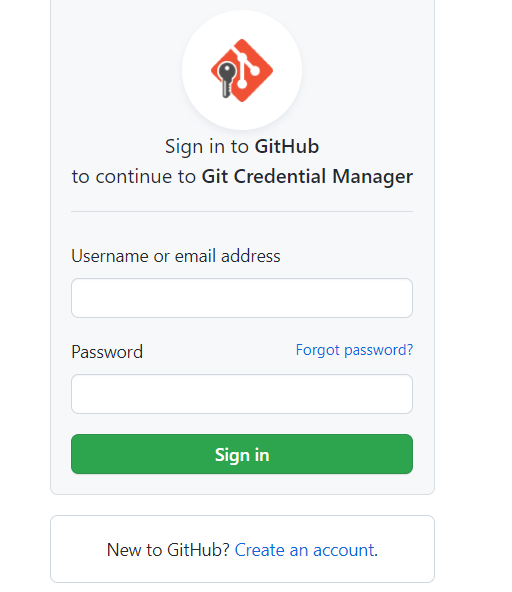 Sign in to GitHub
to continue to Git Credential Manager
Username or email address
Password
Forgot password?
Sign in
New to GitHub? Create an account.